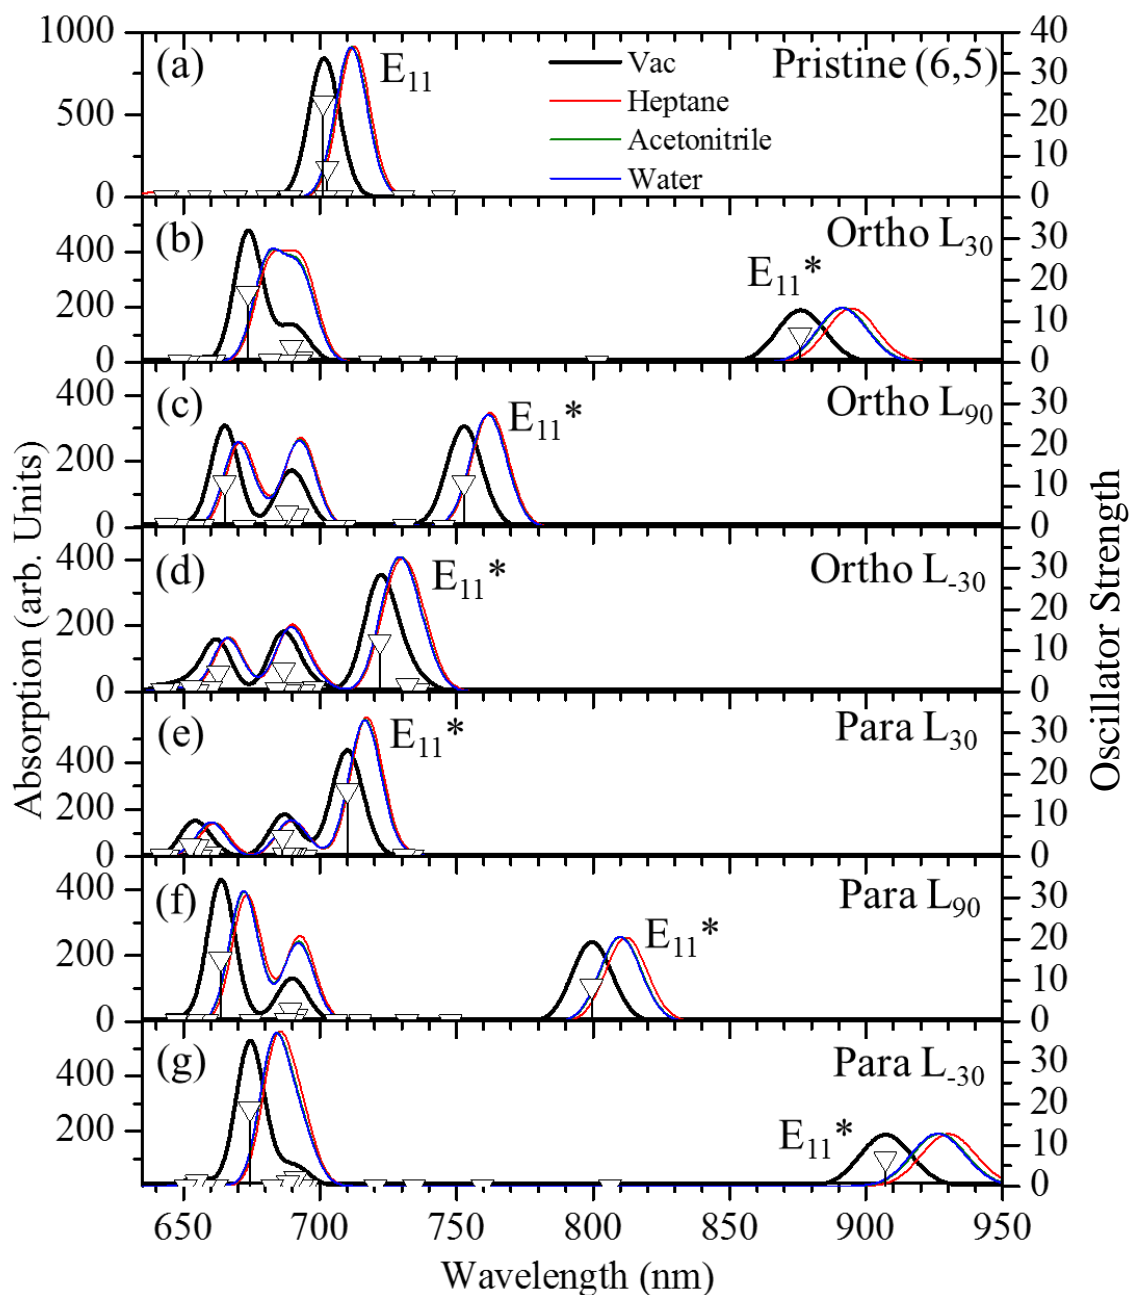 1000
500
0
(a)
E11
Vac
Heptane
Acetonitrile
Water
Pristine (6,5)
40
30
20
10
0
400
200
0
(b)
E11*
Ortho L30
30
20
10
0
400
200
0
(c)
E11*
Ortho L90
30
20
10
0
400
200
0
(d)
E11*
Ortho L-30
30
20
10
0
400
200
0
(e)
E11*
Para L30
30
20
10
0
400
200
0
(f)
E11*
Para L90
30
20
10
0
400
200
(g)
E11*
Para L-30
30
20
10
0
650 700 750 800 850 900 950
Wavelength (nm)
Absorption (arb. Units)
Oscillator Strength